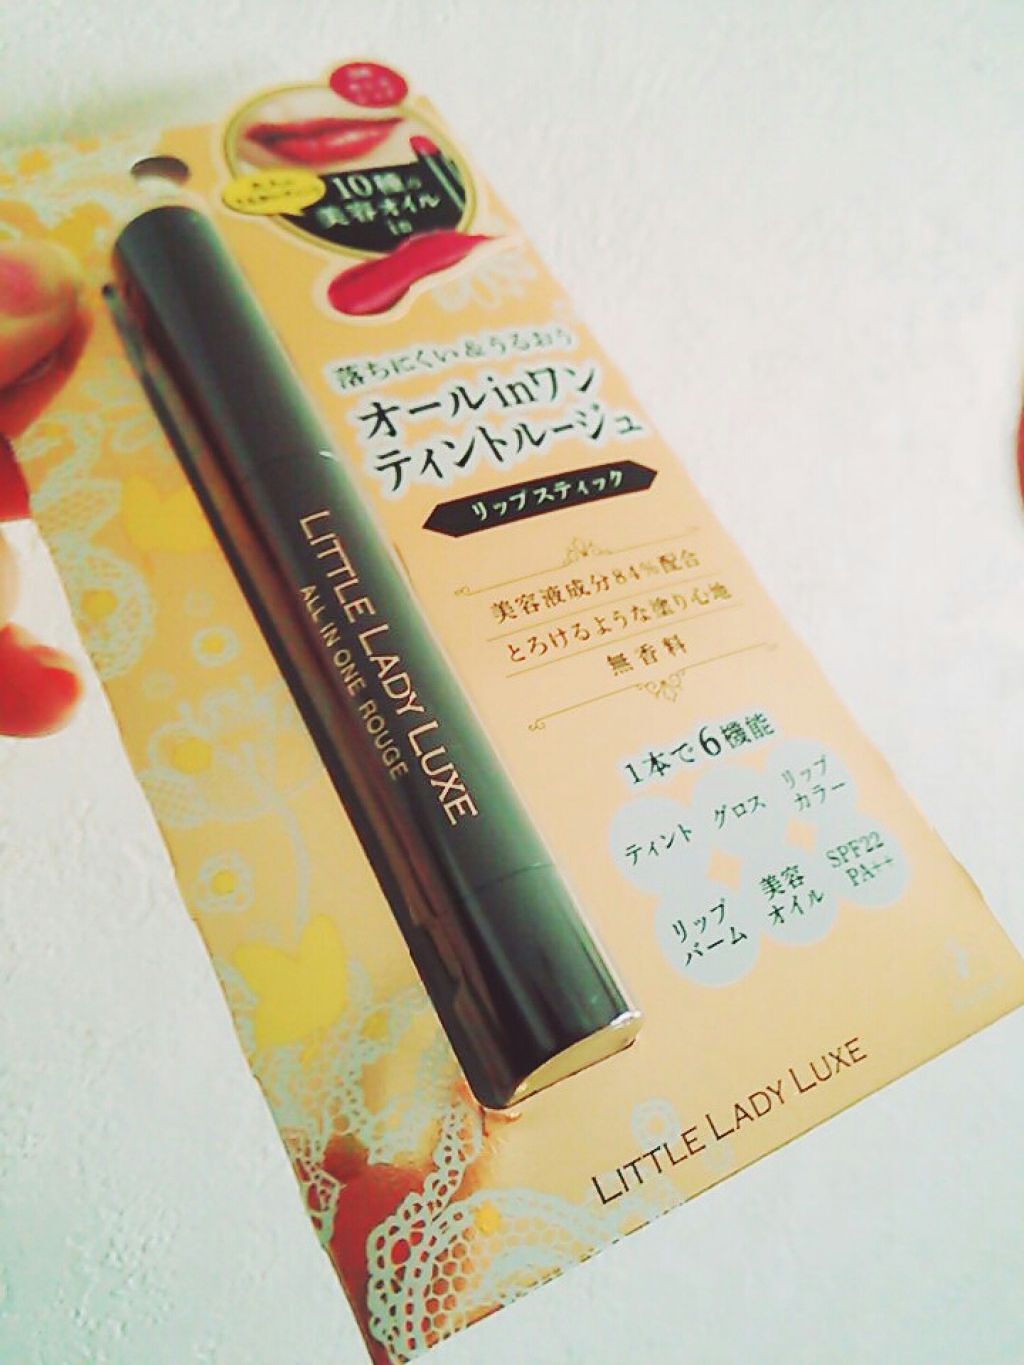 10種の
美容オイル
in
落ちにくい&うるおう
オールinワン
ティントルージュ
リップスティック
美容液成分84%配合
とろけるような塗り心地
無香料
1本で6機能
ティント
グロス
リップ
カラー
リップ
バーム
美容
オイル
SPF22
PA++
LITTLE LADY LUXE
ALL IN ONE ROUGE
LITTLE LADY LUXE